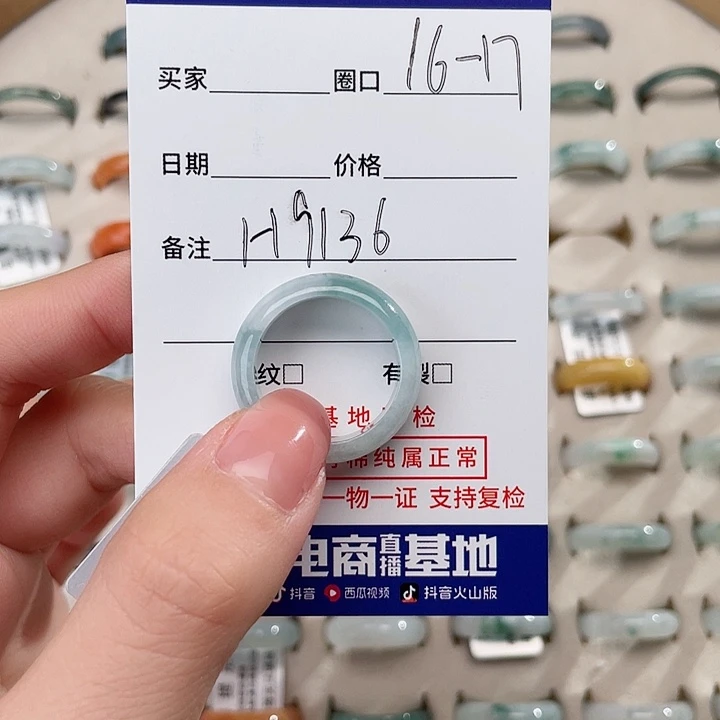 买家 圈口 16-17
日期 价格
备注 H9136
纹□ 有裂□
基地 检
棉纯属正常
一物一证 支持复检
电商直播基地
抖音 西瓜视频 抖音火山版